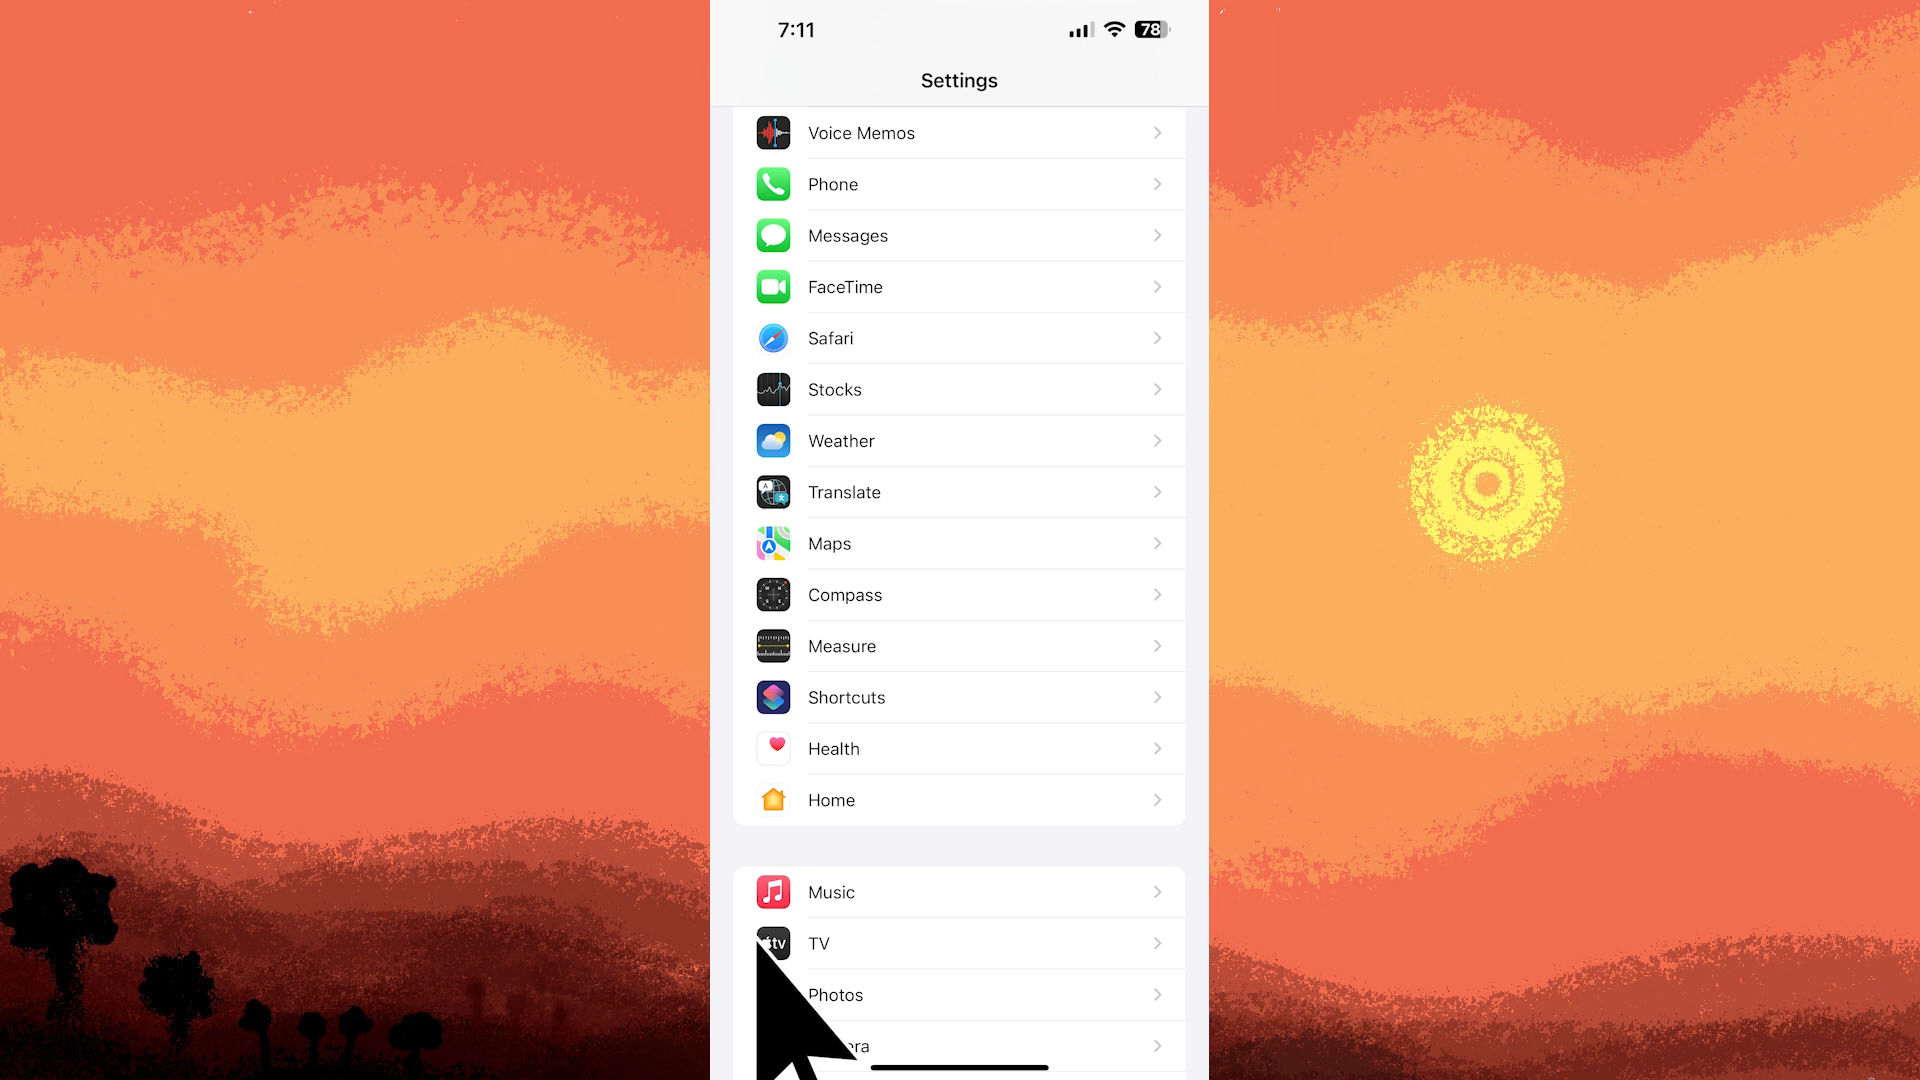 7:11
78
Settings
Voice Memos
Phone
Messages
FaceTime
Safari
Stocks
Weather
Translate
Maps
Compass
Measure
Shortcuts
Health
Home
Music
tv TV
Photos
era